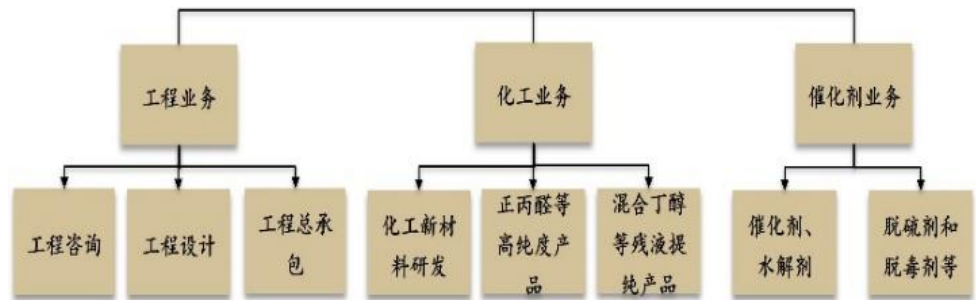 工程业务
化工业务
催化剂业务
工程咨询
工程设计
工程总承
包
化工新材
料研发
正丙醛等
高纯度产
品
混合丁醇
等残液提
纯产品
催化剂、
水解剂
脱硫剂和
脱毒剂等